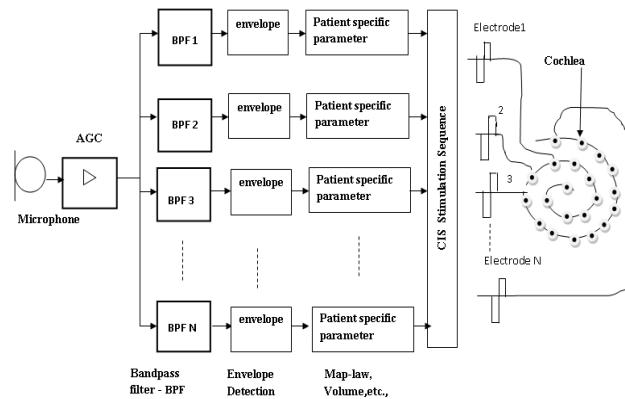 BPF 1
envelope
Patient specific
parameter
Electrode1
Cochlea
AGC
BPF 2
envelope
Patient specific
parameter
2
Microphone
BPF 3
envelope
Patient specific
parameter
3
CIS Stimulation Sequence
Electrode N
BPF N
envelope
Patient specific
parameter
Bandpass
filter - BPF
Envelope
Detection
Map-law,
Volume,etc.,